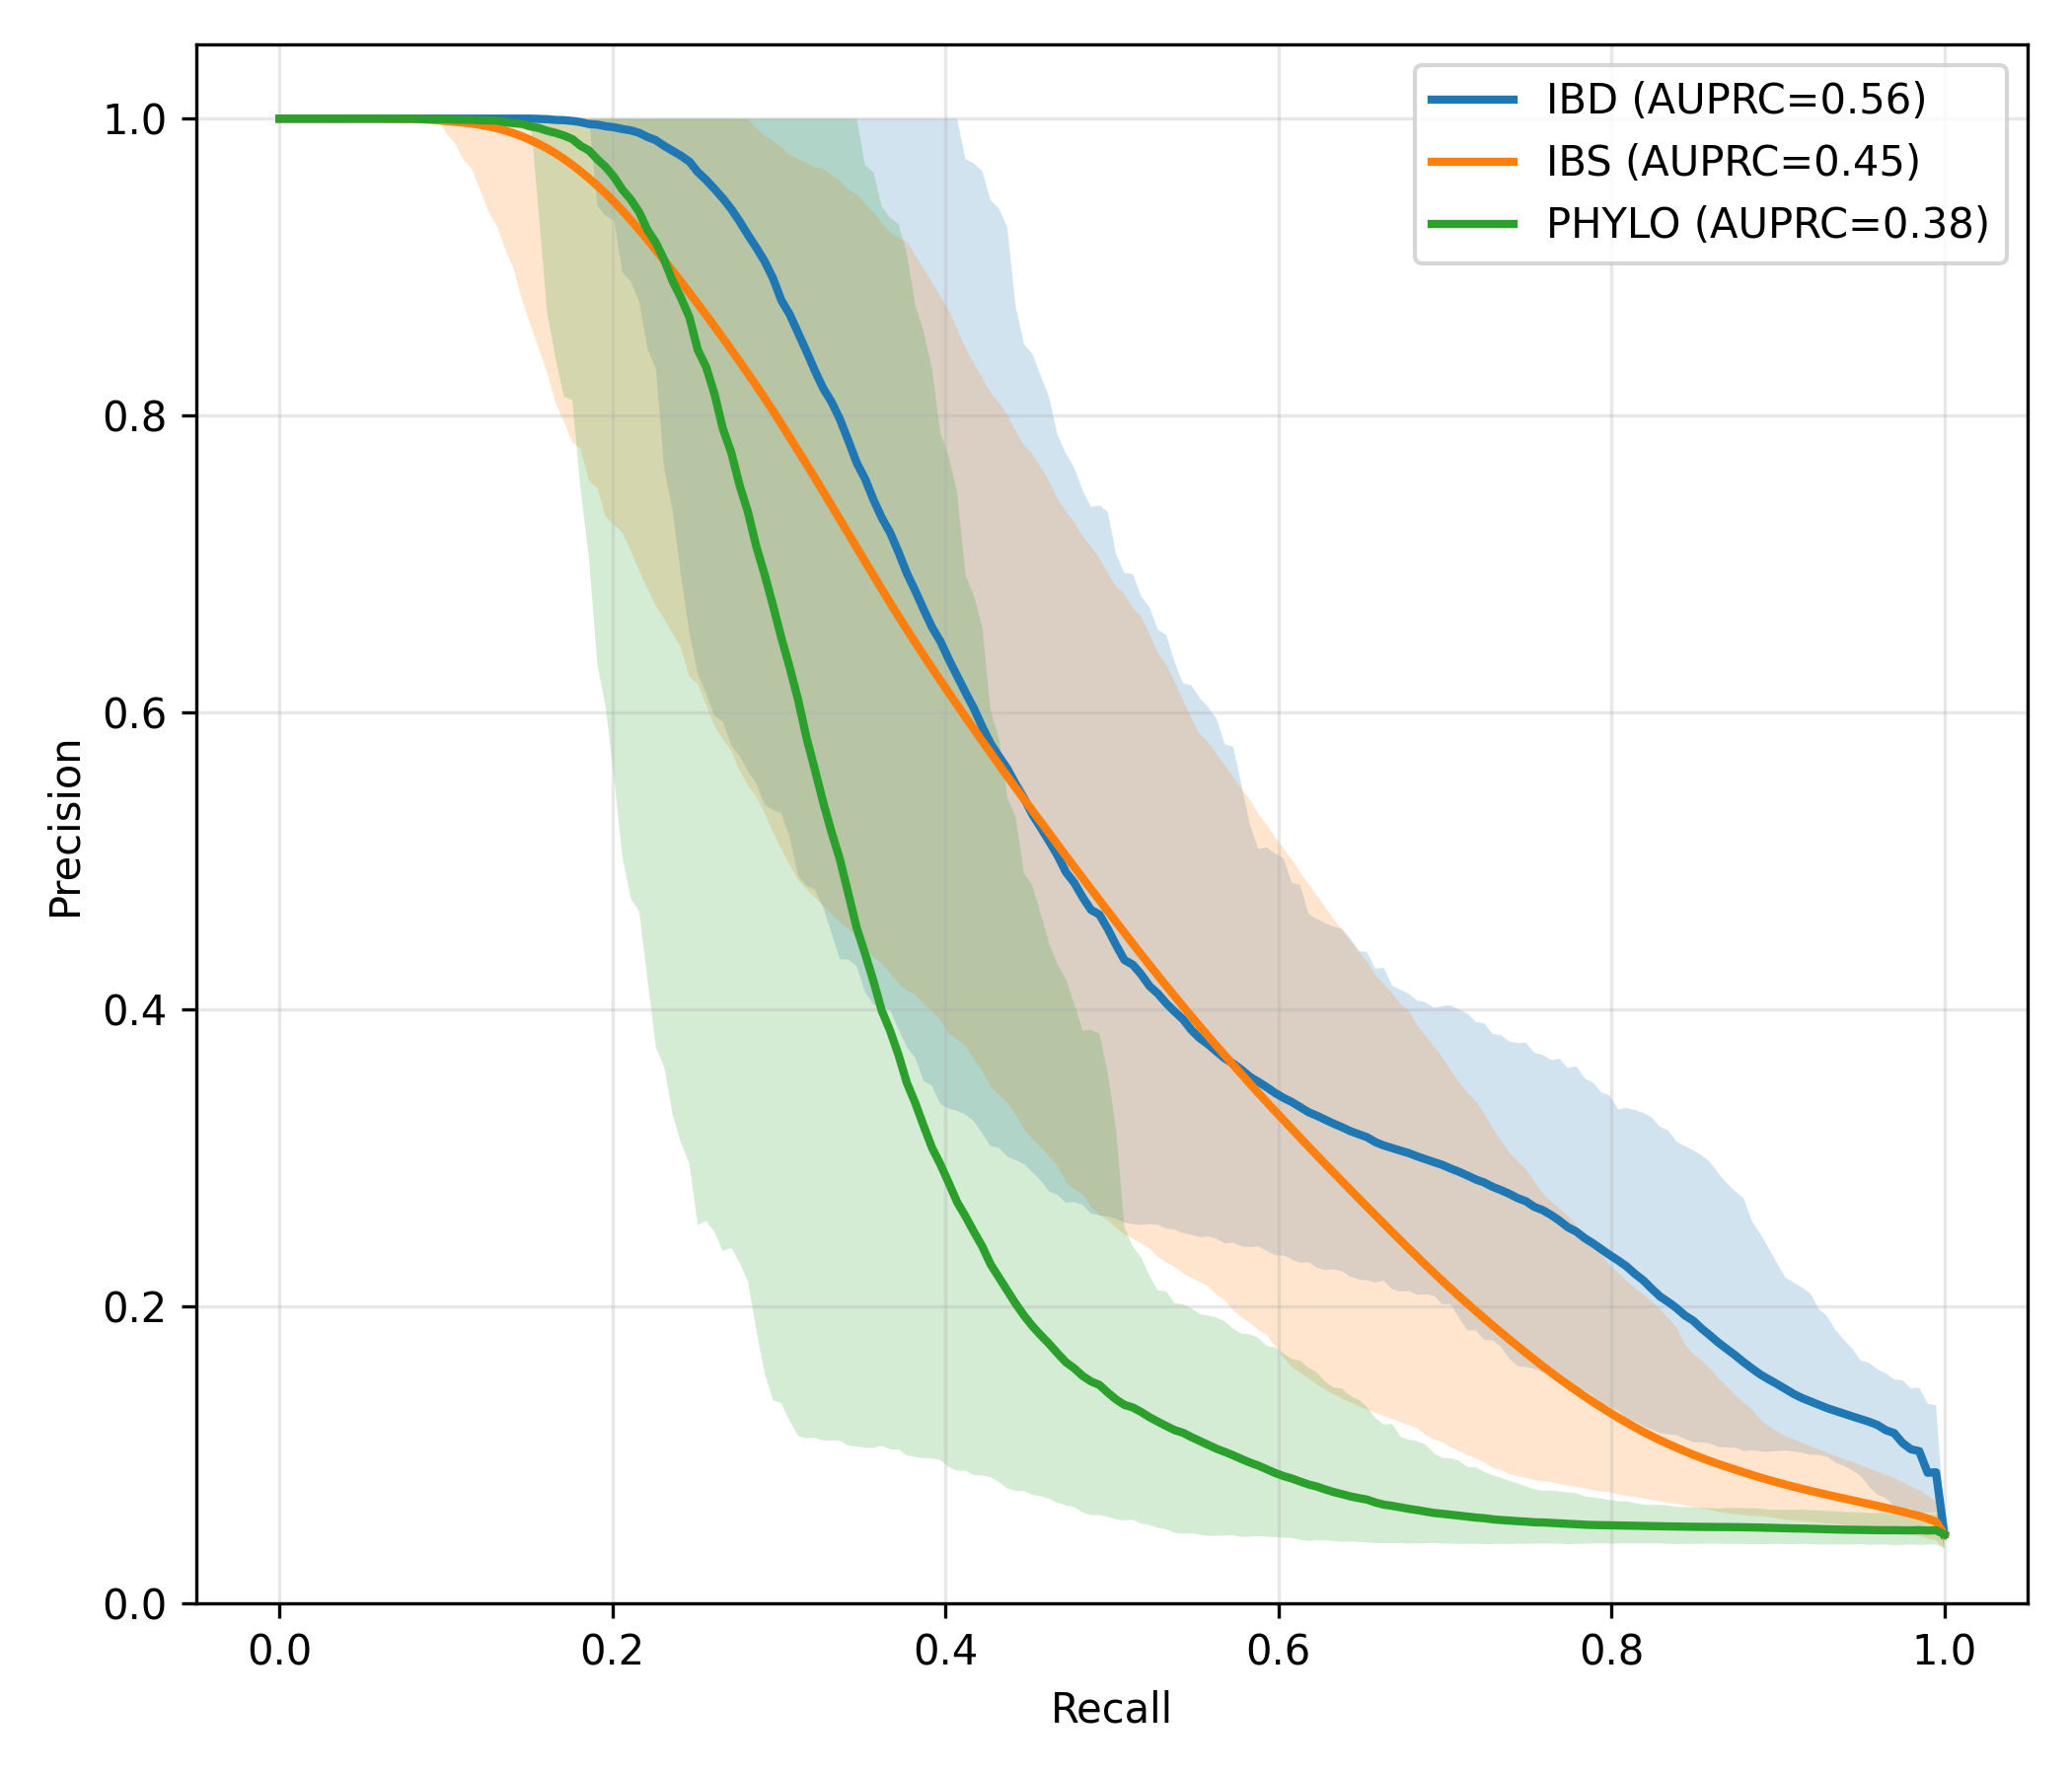 IBD (AUPRC=0.56)
IBS (AUPRC=0.45)
PHYLO (AUPRC=0.38)
1.0
0.8
0.6
0.4
0.2
0.0
Precision
0.0 0.2 0.4 0.6 0.8 1.0
Recall